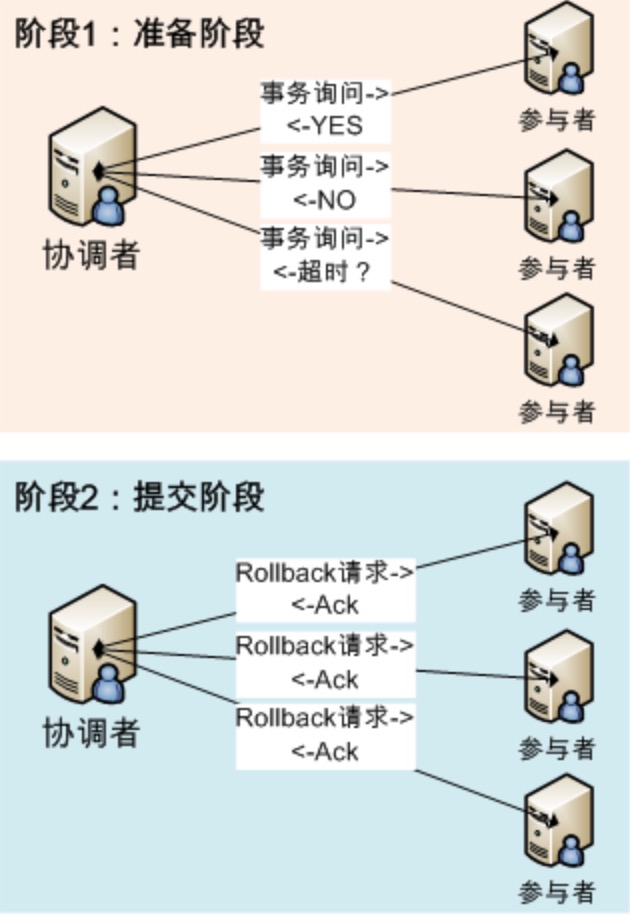 阶段1：准备阶段
事务询问->
<-YES
参与者
事务询问->
<-NO
协调者
参与者
事务询问->
<-超时？
参与者
阶段2：提交阶段
Rollback请求->
<-Ack
参与者
Rollback请求->
<-Ack
协调者
参与者
Rollback请求->
<-Ack
参与者